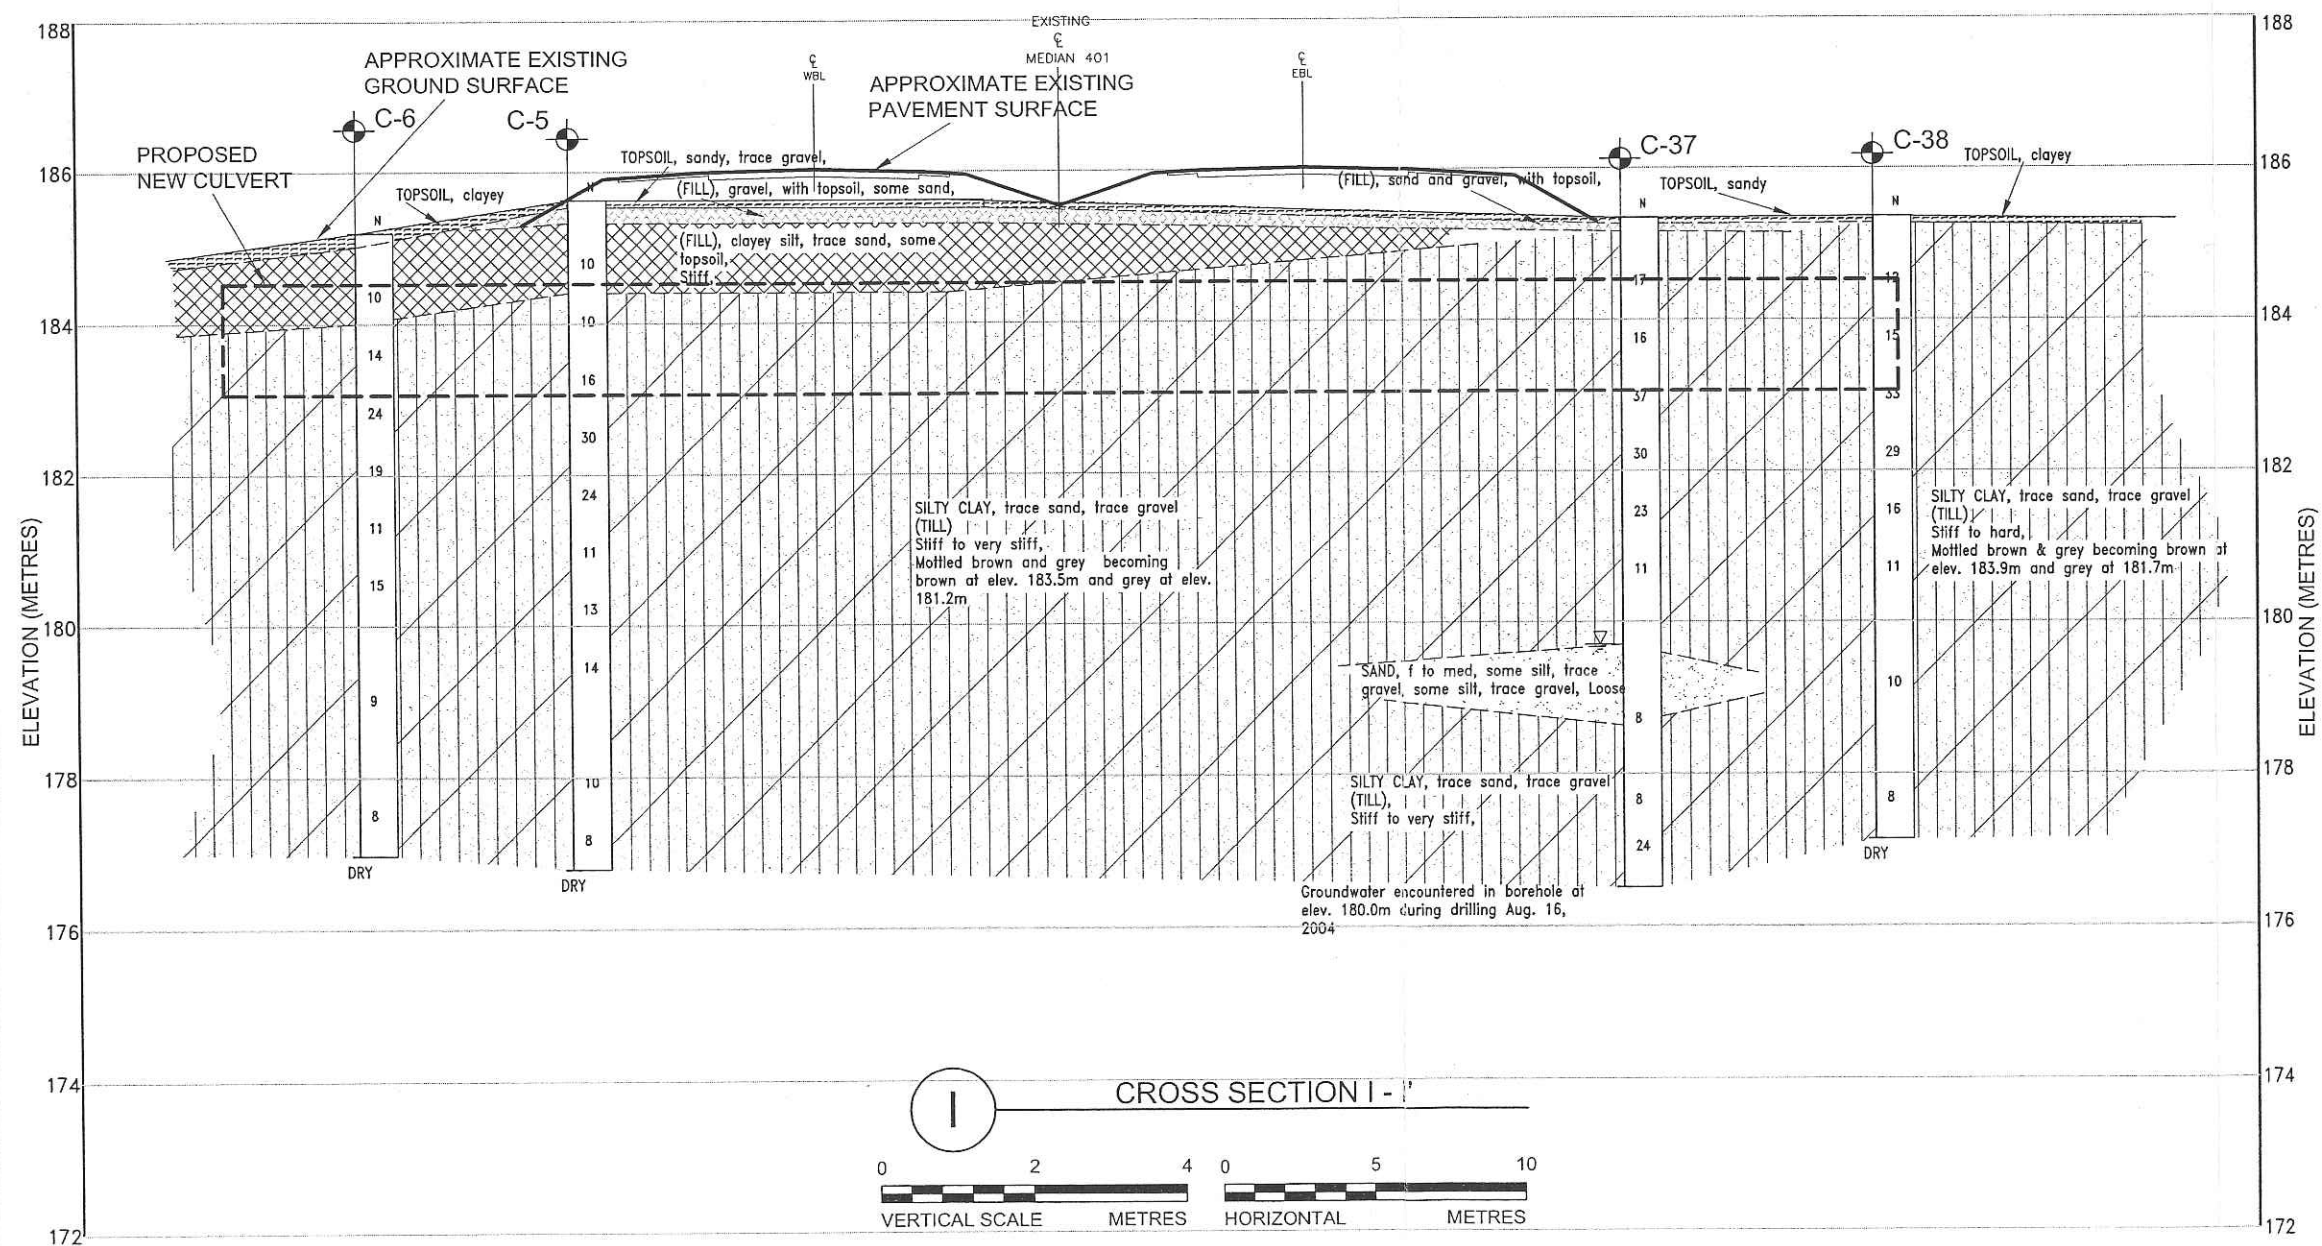 EXISTING
℄
MEDIAN 401
℄
WBL
℄
EBL
188
188
APPROXIMATE EXISTING
GROUND SURFACE
APPROXIMATE EXISTING
PAVEMENT SURFACE
C-6
C-5
C-37
C-38
PROPOSED
NEW CULVERT
TOPSOIL, clayey
TOPSOIL, sandy, trace gravel,
(FILL), gravel, with topsoil, some sand,
(FILL), sand and gravel, with topsoil,
TOPSOIL, sandy
TOPSOIL, clayey
186
186
N
N
N
N
(FILL), clayey silt, trace sand, some
topsoil,
Stiff,
184
184
182
182
180
180
178
178
176
176
174
174
172
172
ELEVATION (METRES)
ELEVATION (METRES)
10
14
24
19
11
15
9
8
DRY
10
19
16
30
24
11
13
14
10
8
DRY
SILTY CLAY, trace sand, trace gravel
(TILL)
Stiff to very stiff,
Mottled brown and grey becoming
brown at elev. 183.5m and grey at elev.
181.2m
17
16
37
30
23
11
8
8
24
SAND, f to med, some silt, trace
gravel, some silt, trace gravel, Loose
SILTY CLAY, trace sand, trace gravel
(TILL),
Stiff to very stiff,
Groundwater encountered in borehole at
elev. 180.0m during drilling Aug. 16,
2004
15
33
29
16
11
10
8
DRY
SILTY CLAY, trace sand, trace gravel
(TILL),
Stiff to hard,
Mottled brown & grey becoming brown at
elev. 183.9m and grey at 181.7m
I
CROSS SECTION I - I'
0 2 4
VERTICAL SCALE METRES
0 5 10
HORIZONTAL METRES